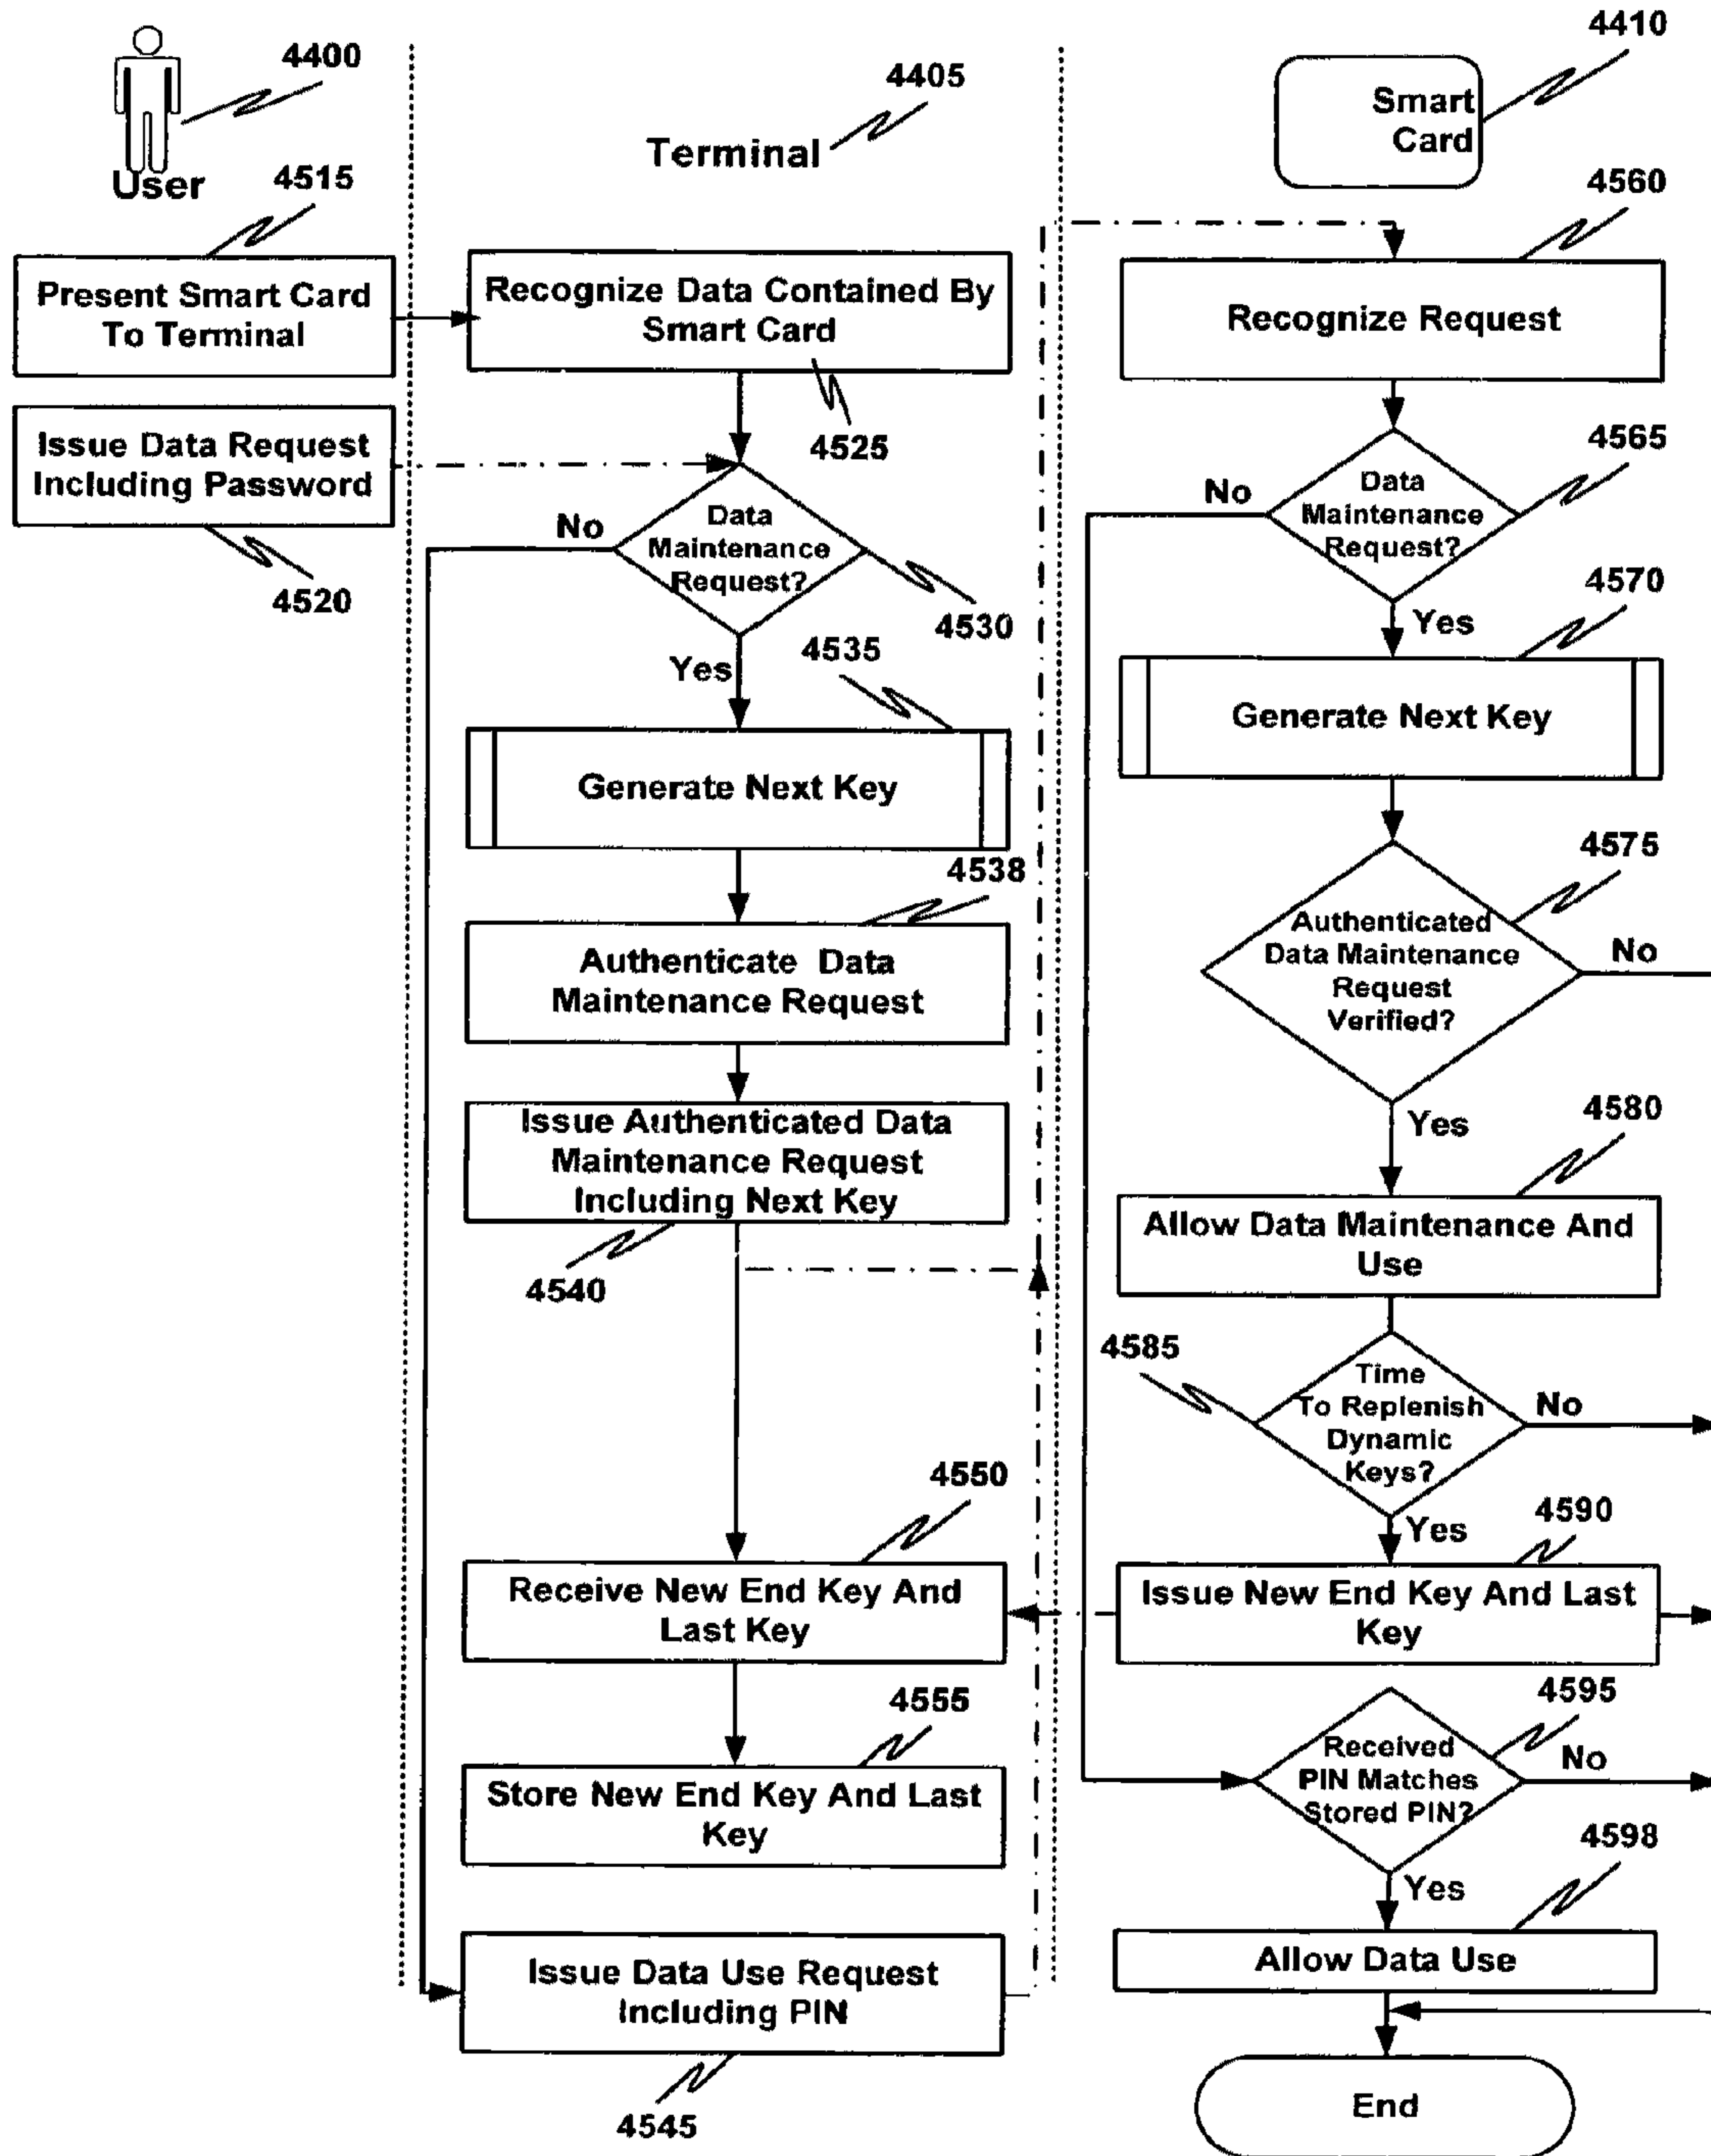 4400
User
4405
Terminal
4410
Smart
Card
4515
Present Smart Card
To Terminal
Issue Data Request
Including Password
4520
Recognize Data Contained By
Smart Card
4525
Data
Maintenance
Request?
No
4530
Yes
4535
Generate Next Key
4538
Authenticate Data
Maintenance Request
Issue Authenticated Data
Maintenance Request
Including Next Key
4540
4550
Receive New End Key And
Last Key
4555
Store New End Key And Last
Key
Issue Data Use Request
Including PIN
4545
4560
Recognize Request
4565
No
Data
Maintenance
Request?
Yes
4570
Generate Next Key
4575
Authenticated
Data Maintenance
Request
Verified?
No
Yes
4580
Allow Data Maintenance And
Use
4585
Time
To Replenish
Dynamic
Keys?
No
Yes
4590
Issue New End Key And Last
Key
4595
Received
PIN Matches
Stored PIN?
No
Yes
4598
Allow Data Use
End